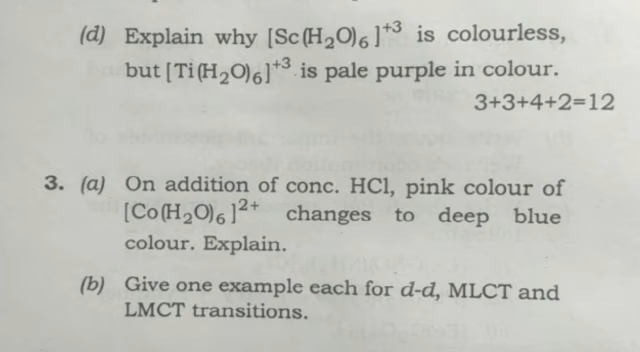 (d) Explain why [Sc(H₂O)₆]⁺³ is colourless,
but [Ti(H₂O)₆]⁺³ is pale purple in colour.
3+3+4+2=12
3. (a) On addition of conc. HCl, pink colour of
[Co(H₂O)₆]²⁺ changes to deep blue
colour. Explain.
(b) Give one example each for d-d, MLCT and
LMCT transitions.